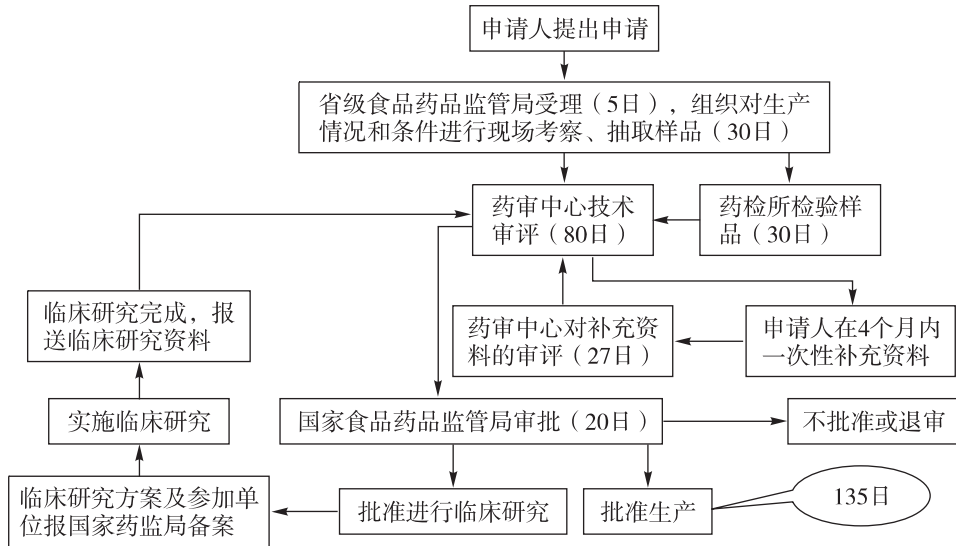 申请人提出申请
省级食品药品监管局受理（5日），组织对生产
情况和条件进行现场考察、抽取样品（30日）
药审中心技术
审评（80日）
药检所检验样
品（30日）
临床研究完成，报
送临床研究资料
药审中心对补充资
料的审评（27日）
申请人在4个月内
一次性补充资料
实施临床研究
国家食品药品监管局审批（20日）
不批准或退审
临床研究方案及参加单
位报国家药监局备案
批准进行临床研究
批准生产
135日